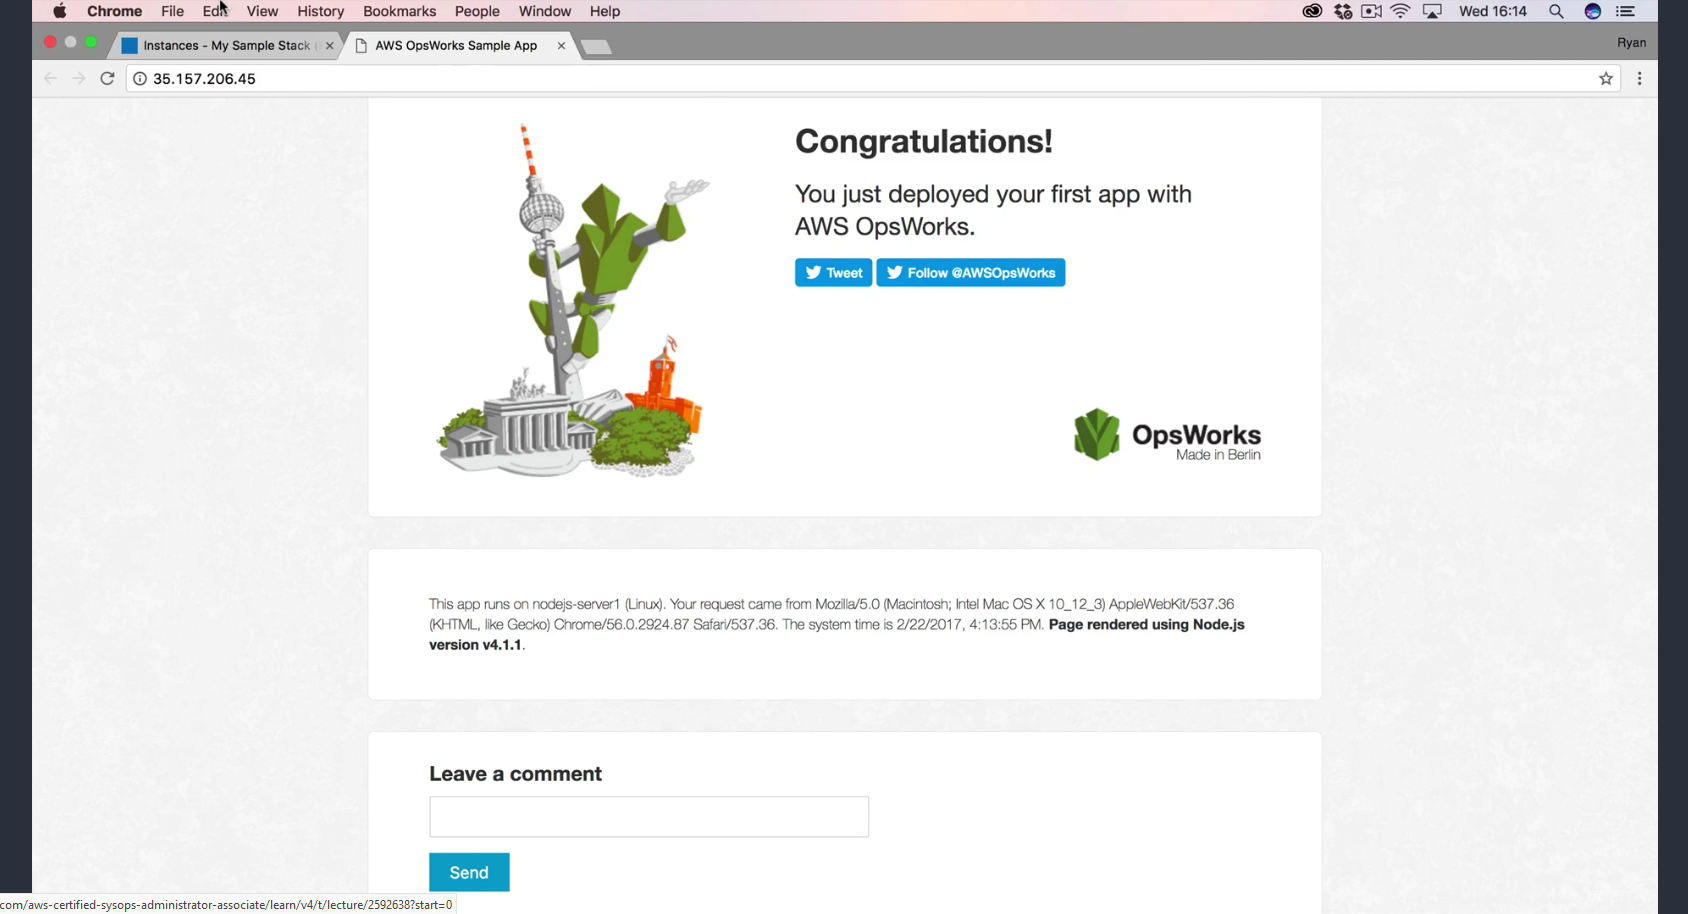 Chrome File Edit View History Bookmarks People Window Help Wed 16:14
Instances - My Sample Stack AWS OpsWorks Sample App Ryan
35.157.206.45
Congratulations!
You just deployed your first app with
AWS OpsWorks.
Tweet Follow @AWSOpsWorks
OpsWorks
Made in Berlin
This app runs on nodejs-server1 (Linux). Your request came from Mozilla/5.0 (Macintosh; Intel Mac OS X 10_12_3) AppleWebKit/537.36
(KHTML, like Gecko) Chrome/56.0.2924.87 Safari/537.36. The system time is 2/22/2017, 4:13:55 PM. Page rendered using Node.js
version v4.1.1.
Leave a comment
Send
com/aws-certified-sysops-administrator-associate/learn/v4/t/lecture/2592638?start=0